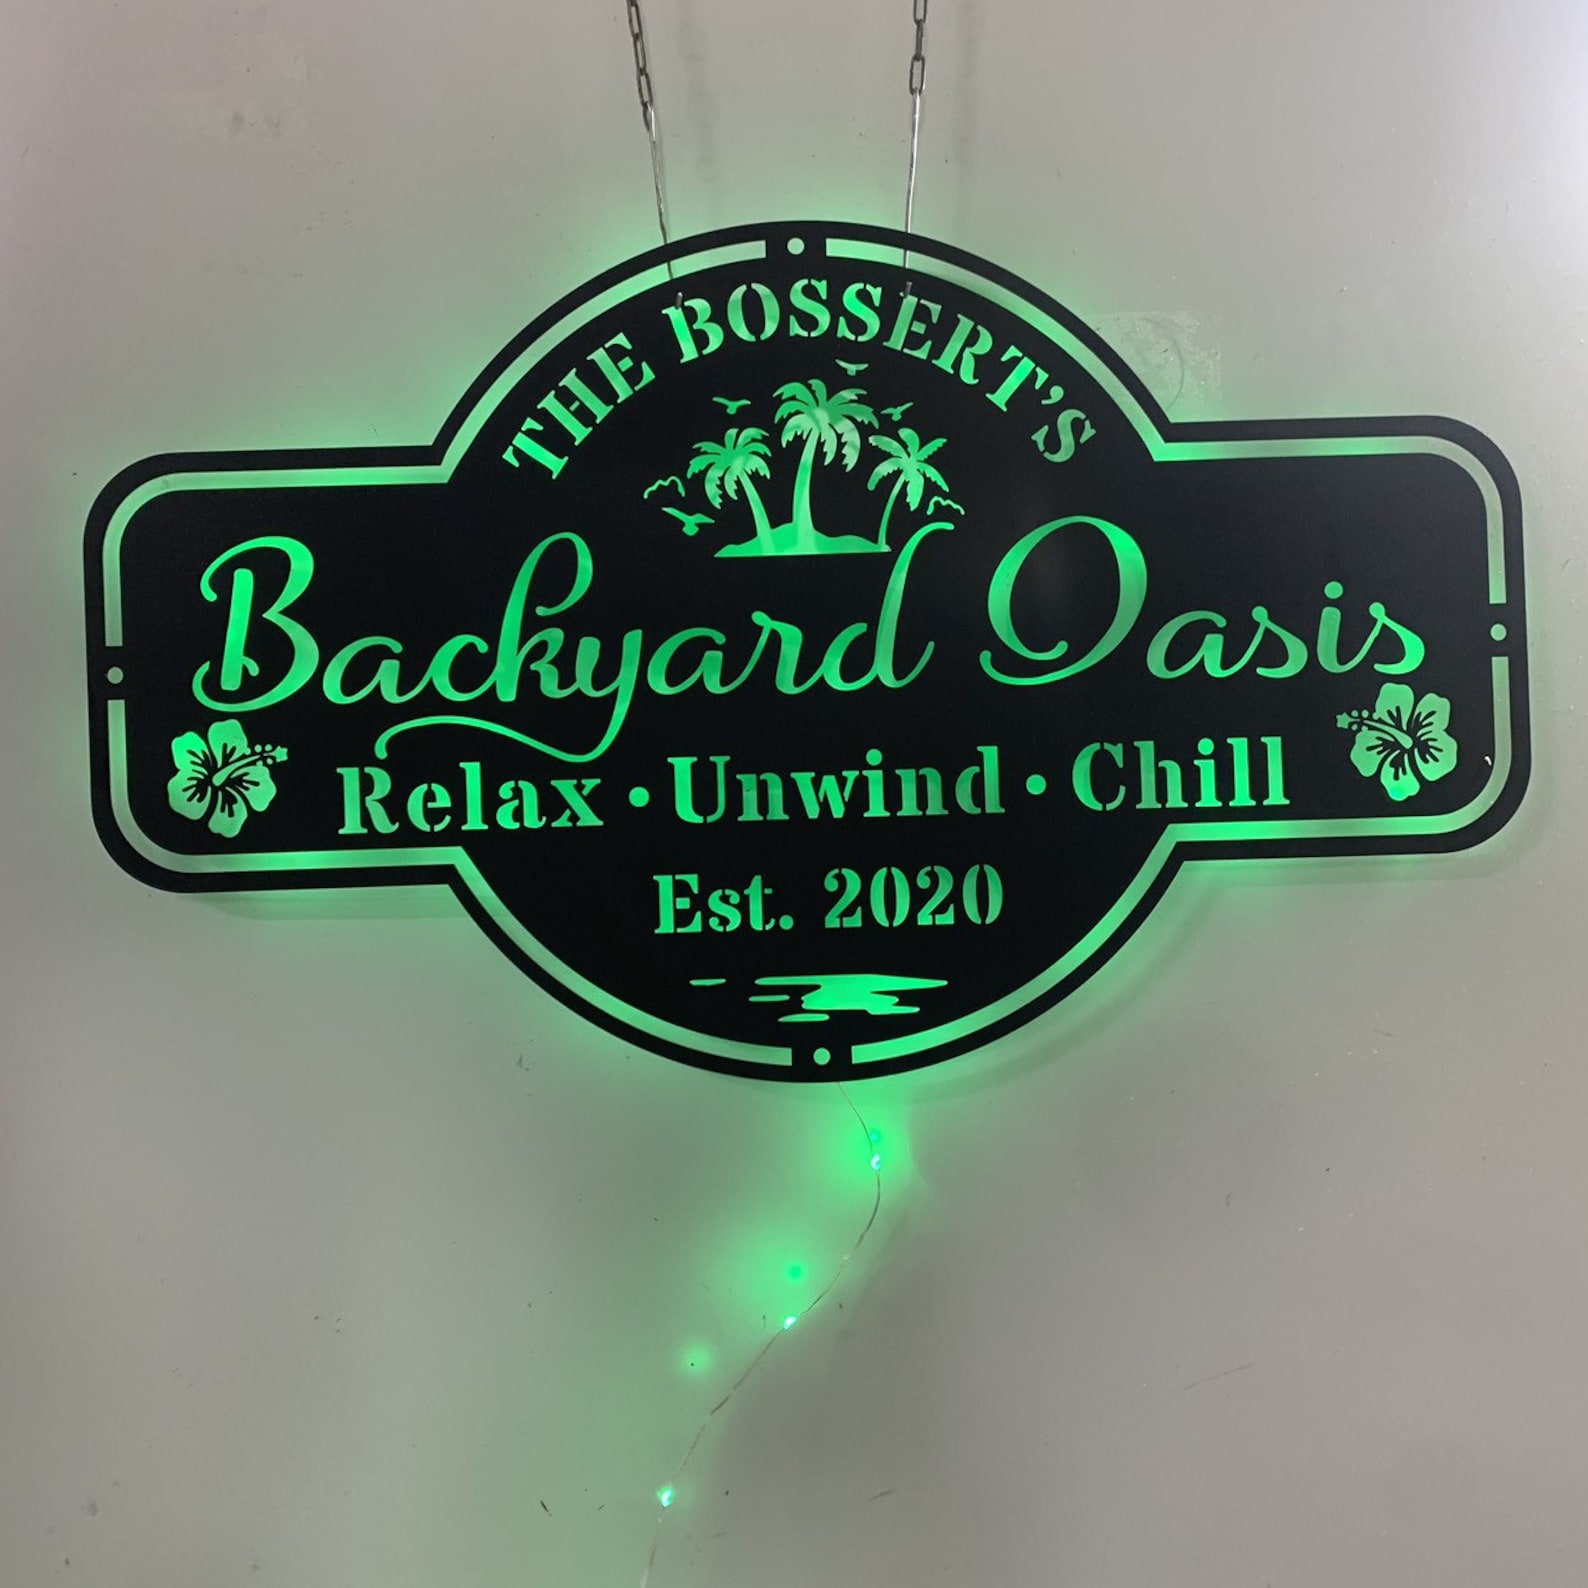 THE BOSSERT'S
Backyard Oasis
Relax • Unwind • Chill
Est. 2020